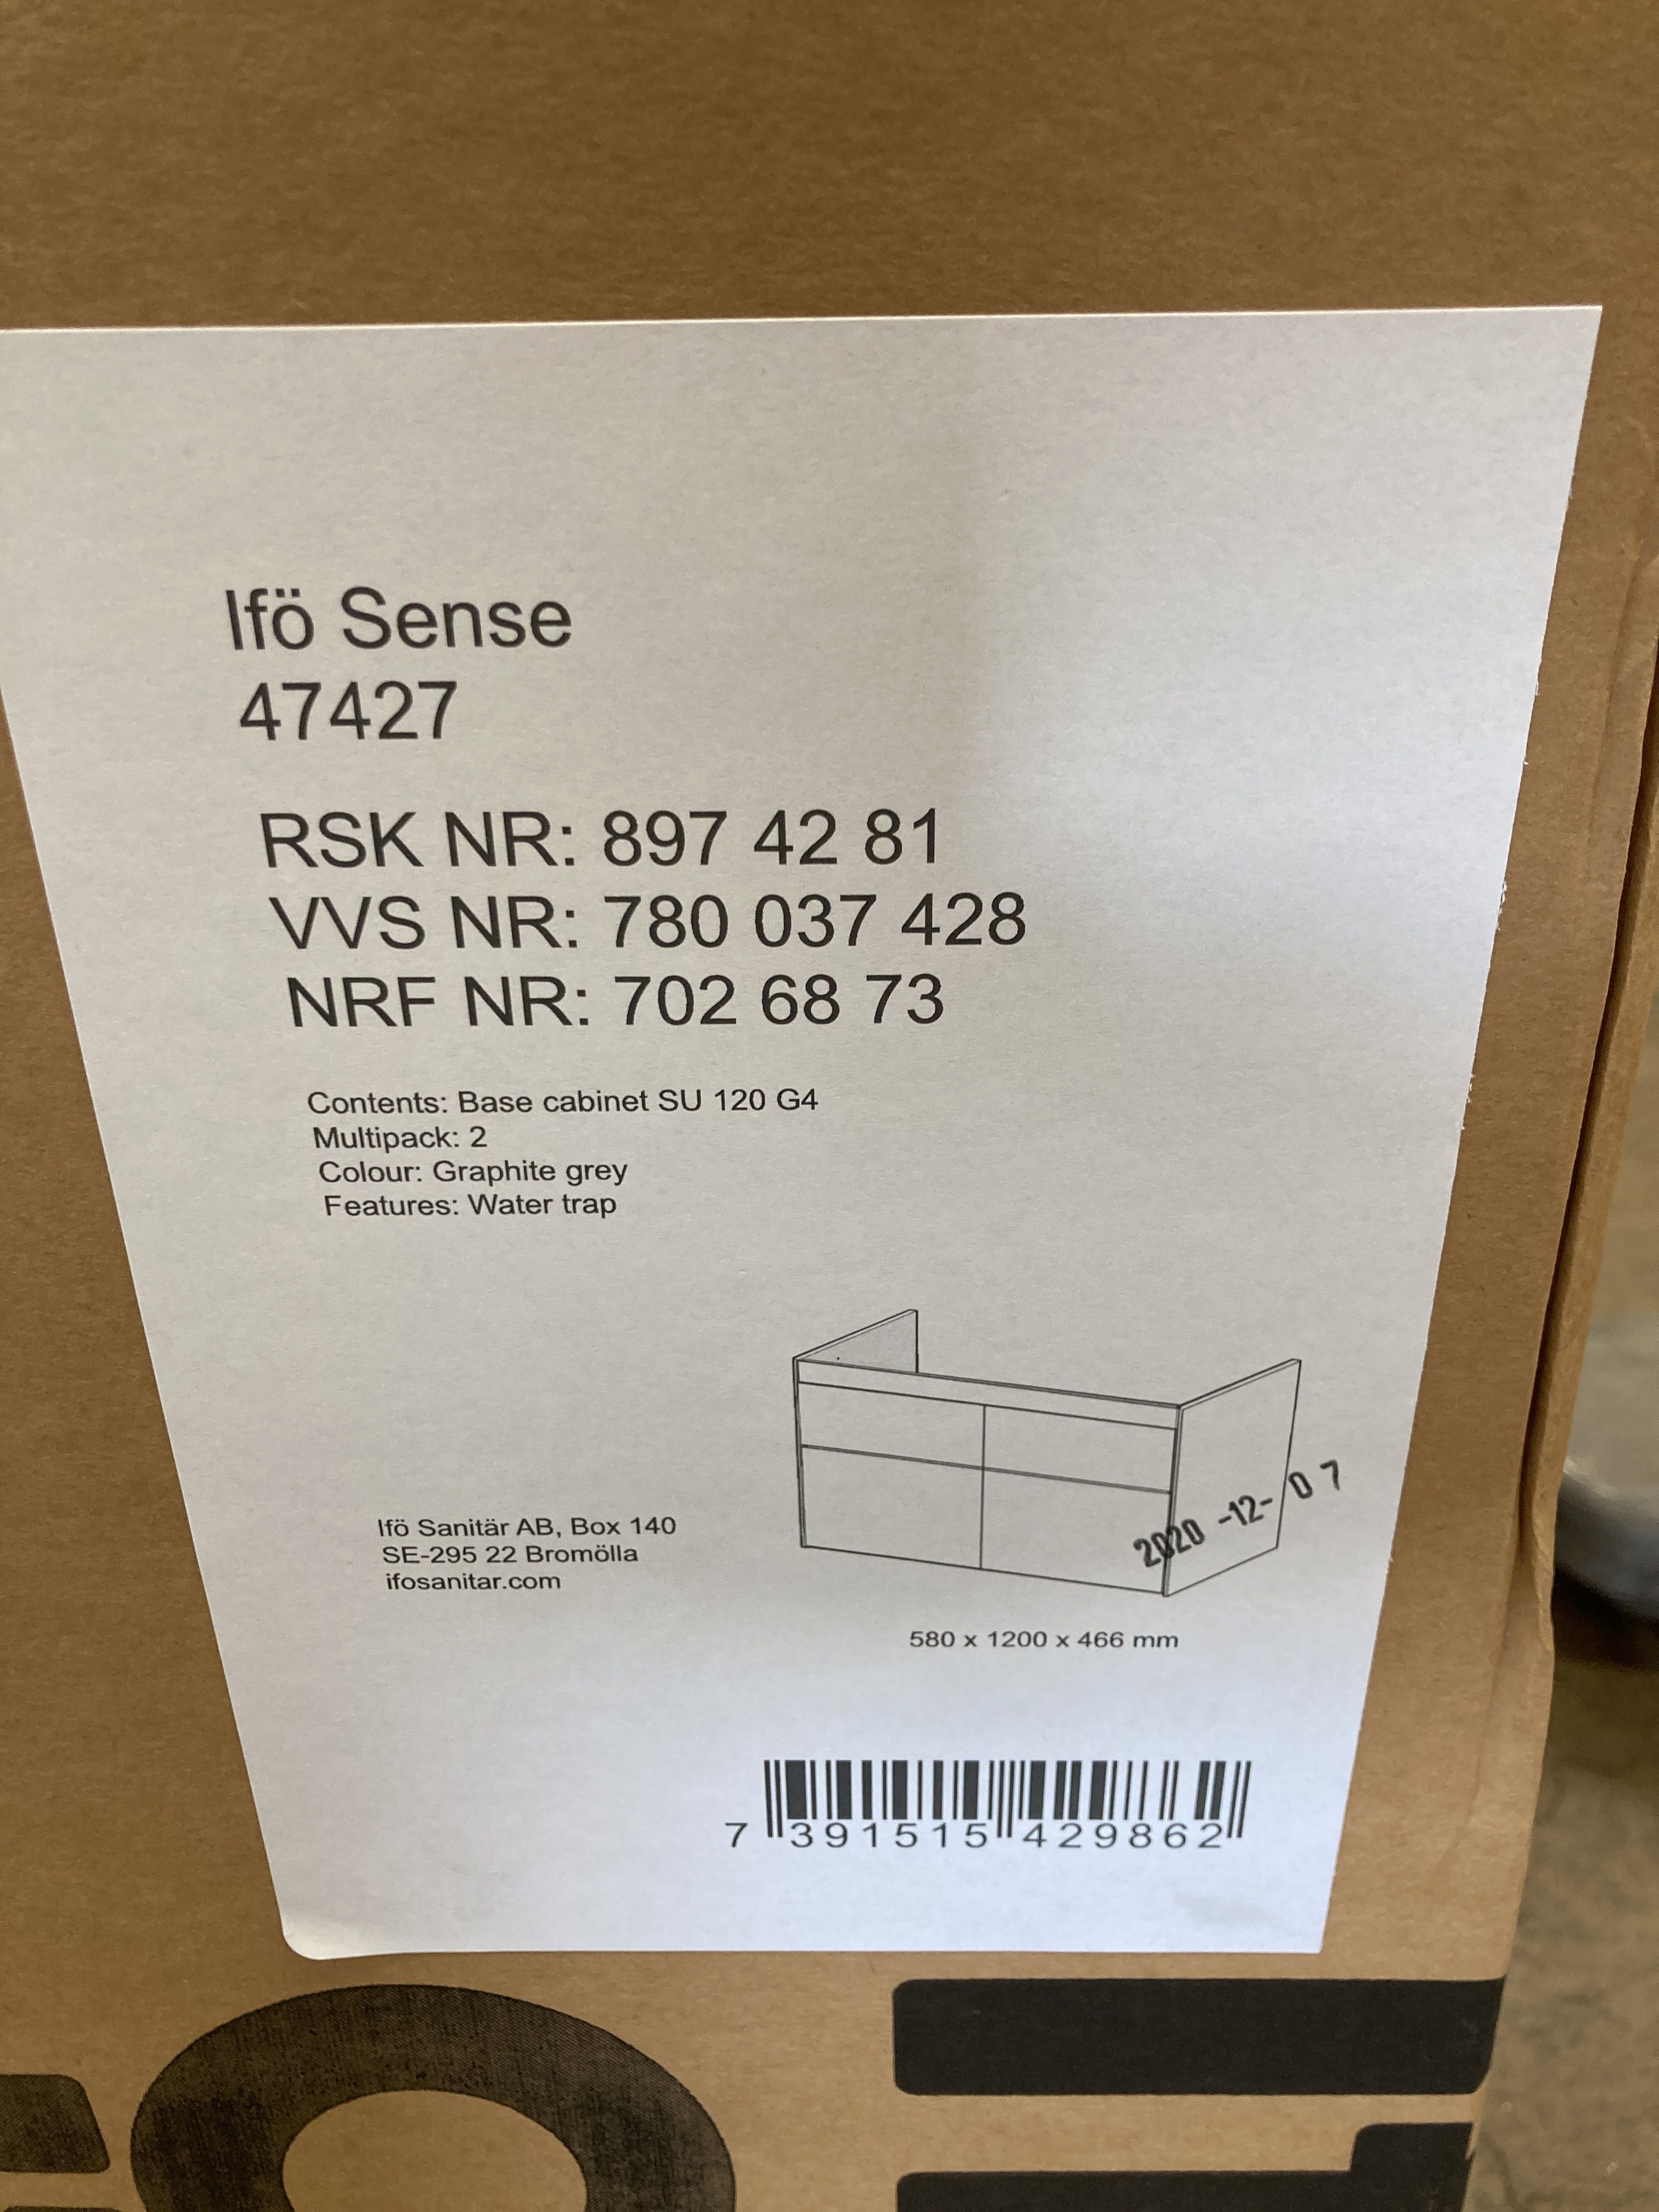 Ifö Sense
47427
RSK NR: 897 42 81
VVS NR: 780 037 428
NRF NR: 702 68 73
Contents: Base cabinet SU 120 G4
Multipack: 2
Colour: Graphite grey
Features: Water trap
2020 -12- 07
Ifö Sanitär AB, Box 140
SE-295 22 Bromölla
ifosanitar.com
580 x 1200 x 466 mm
7 391515 429862